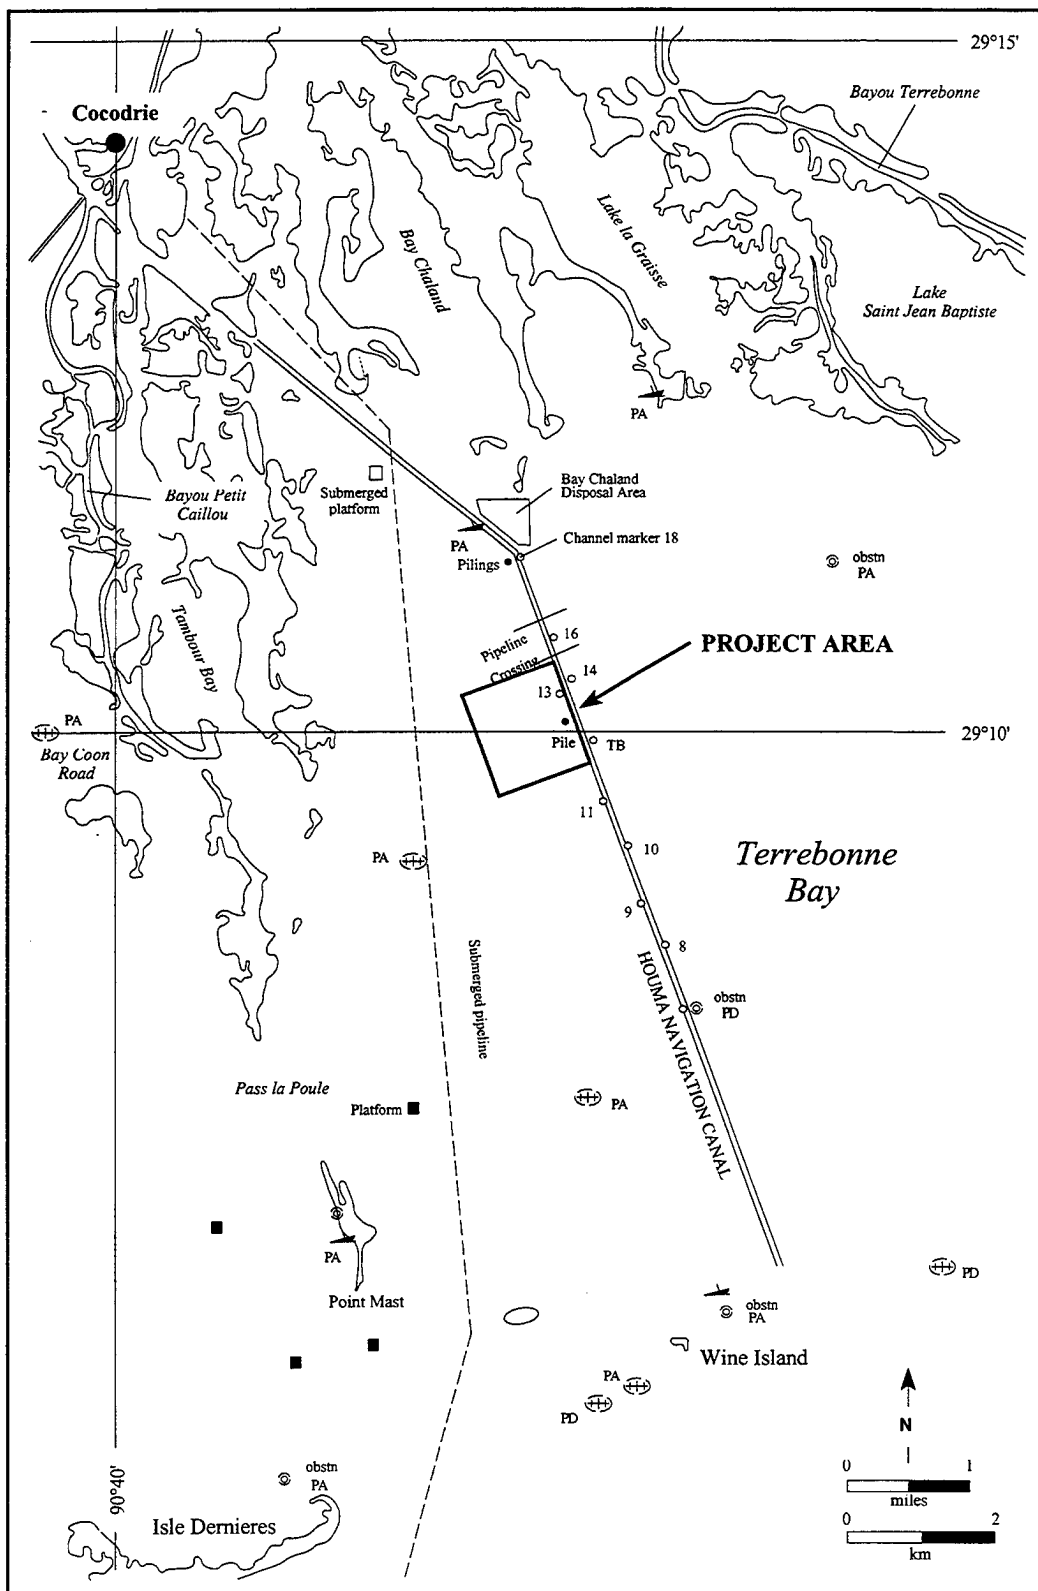 29°15'
Cocodrie
Bayou Terrebonne
Bay Chaland
Lake la Graisse
Lake
Saint Jean Baptiste
PA
Bayou Petit
Caillou
Submerged
platform
Bay Chaland
Disposal Area
PA
Pilings
Channel marker 18
obstn
PA
Tambour Bay
Pipeline
Crossing
16
14
13
PROJECT AREA
PA
Bay Coon
Road
Pile
TB
29°10'
11
10
PA
Terrebonne
Bay
9
8
Submerged pipeline
HOUMA NAVIGATION CANAL
obstn
PD
Pass la Poule
Platform
PA
PA
Point Mast
PD
obstn
PA
Wine Island
PA
PD
N
90°40'
obstn
PA
Isle Dernieres
0 1
miles
0 2
km